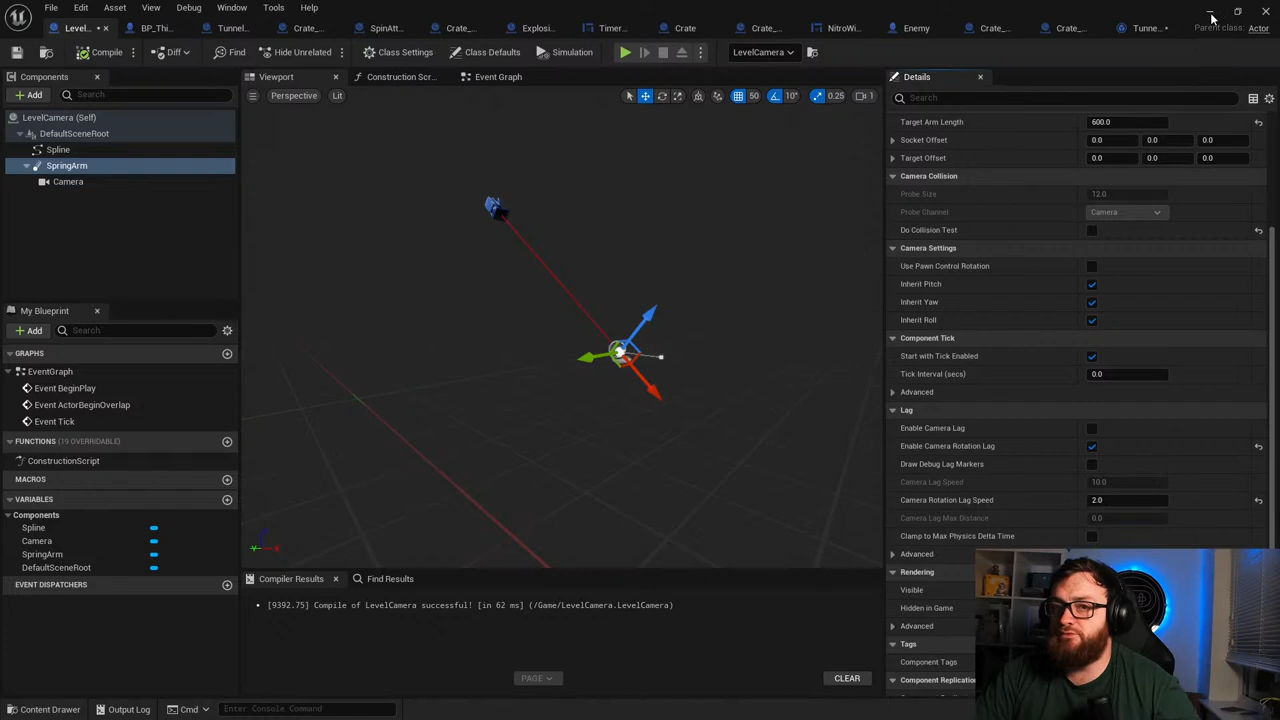 File Edit Asset View Debug Window Tools Help
Level... BP_Thi... Tunnel... Crate_... SpinAtt... Crate_... Explosi... Timer... Crate Crate_... NitroWi... Enemy Crate_... Crate_... Tunne...
Parent class: Actor
Compile Diff Find Hide Unrelated Class Settings Class Defaults Simulation LevelCamera
Components
Add Search
LevelCamera (Self)
DefaultSceneRoot
Spline
SpringArm
Camera
My Blueprint
Add Search
GRAPHS
EventGraph
Event BeginPlay
Event ActorBeginOverlap
Event Tick
FUNCTIONS (19 OVERRIDABLE)
ConstructionScript
MACROS
VARIABLES
Components
Spline
Camera
SpringArm
DefaultSceneRoot
EVENT DISPATCHERS
Viewport Construction Scr... Event Graph
Perspective Lit 50 10° 0.25 1
Compiler Results Find Results
[9392.75] Compile of LevelCamera successful! [in 62 ms] (/Game/LevelCamera.LevelCamera)
PAGE CLEAR
Details
Search
Target Arm Length 600.0
Socket Offset 0.0 0.0 0.0
Target Offset 0.0 0.0 0.0
Camera Collision
Probe Size 12.0
Probe Channel Camera
Do Collision Test
Camera Settings
Use Pawn Control Rotation
Inherit Pitch
Inherit Yaw
Inherit Roll
Component Tick
Start with Tick Enabled
Tick Interval (secs) 0.0
Advanced
Lag
Enable Camera Lag
Enable Camera Rotation Lag
Draw Debug Lag Markers
Camera Lag Speed 10.0
Camera Rotation Lag Speed 2.0
Camera Lag Max Distance 0.0
Clamp to Max Physics Delta Time
Advanced
Rendering
Visible
Hidden in Game
Advanced
Tags
Component Tags
Component Replication
Content Drawer Output Log Cmd Enter Console Command